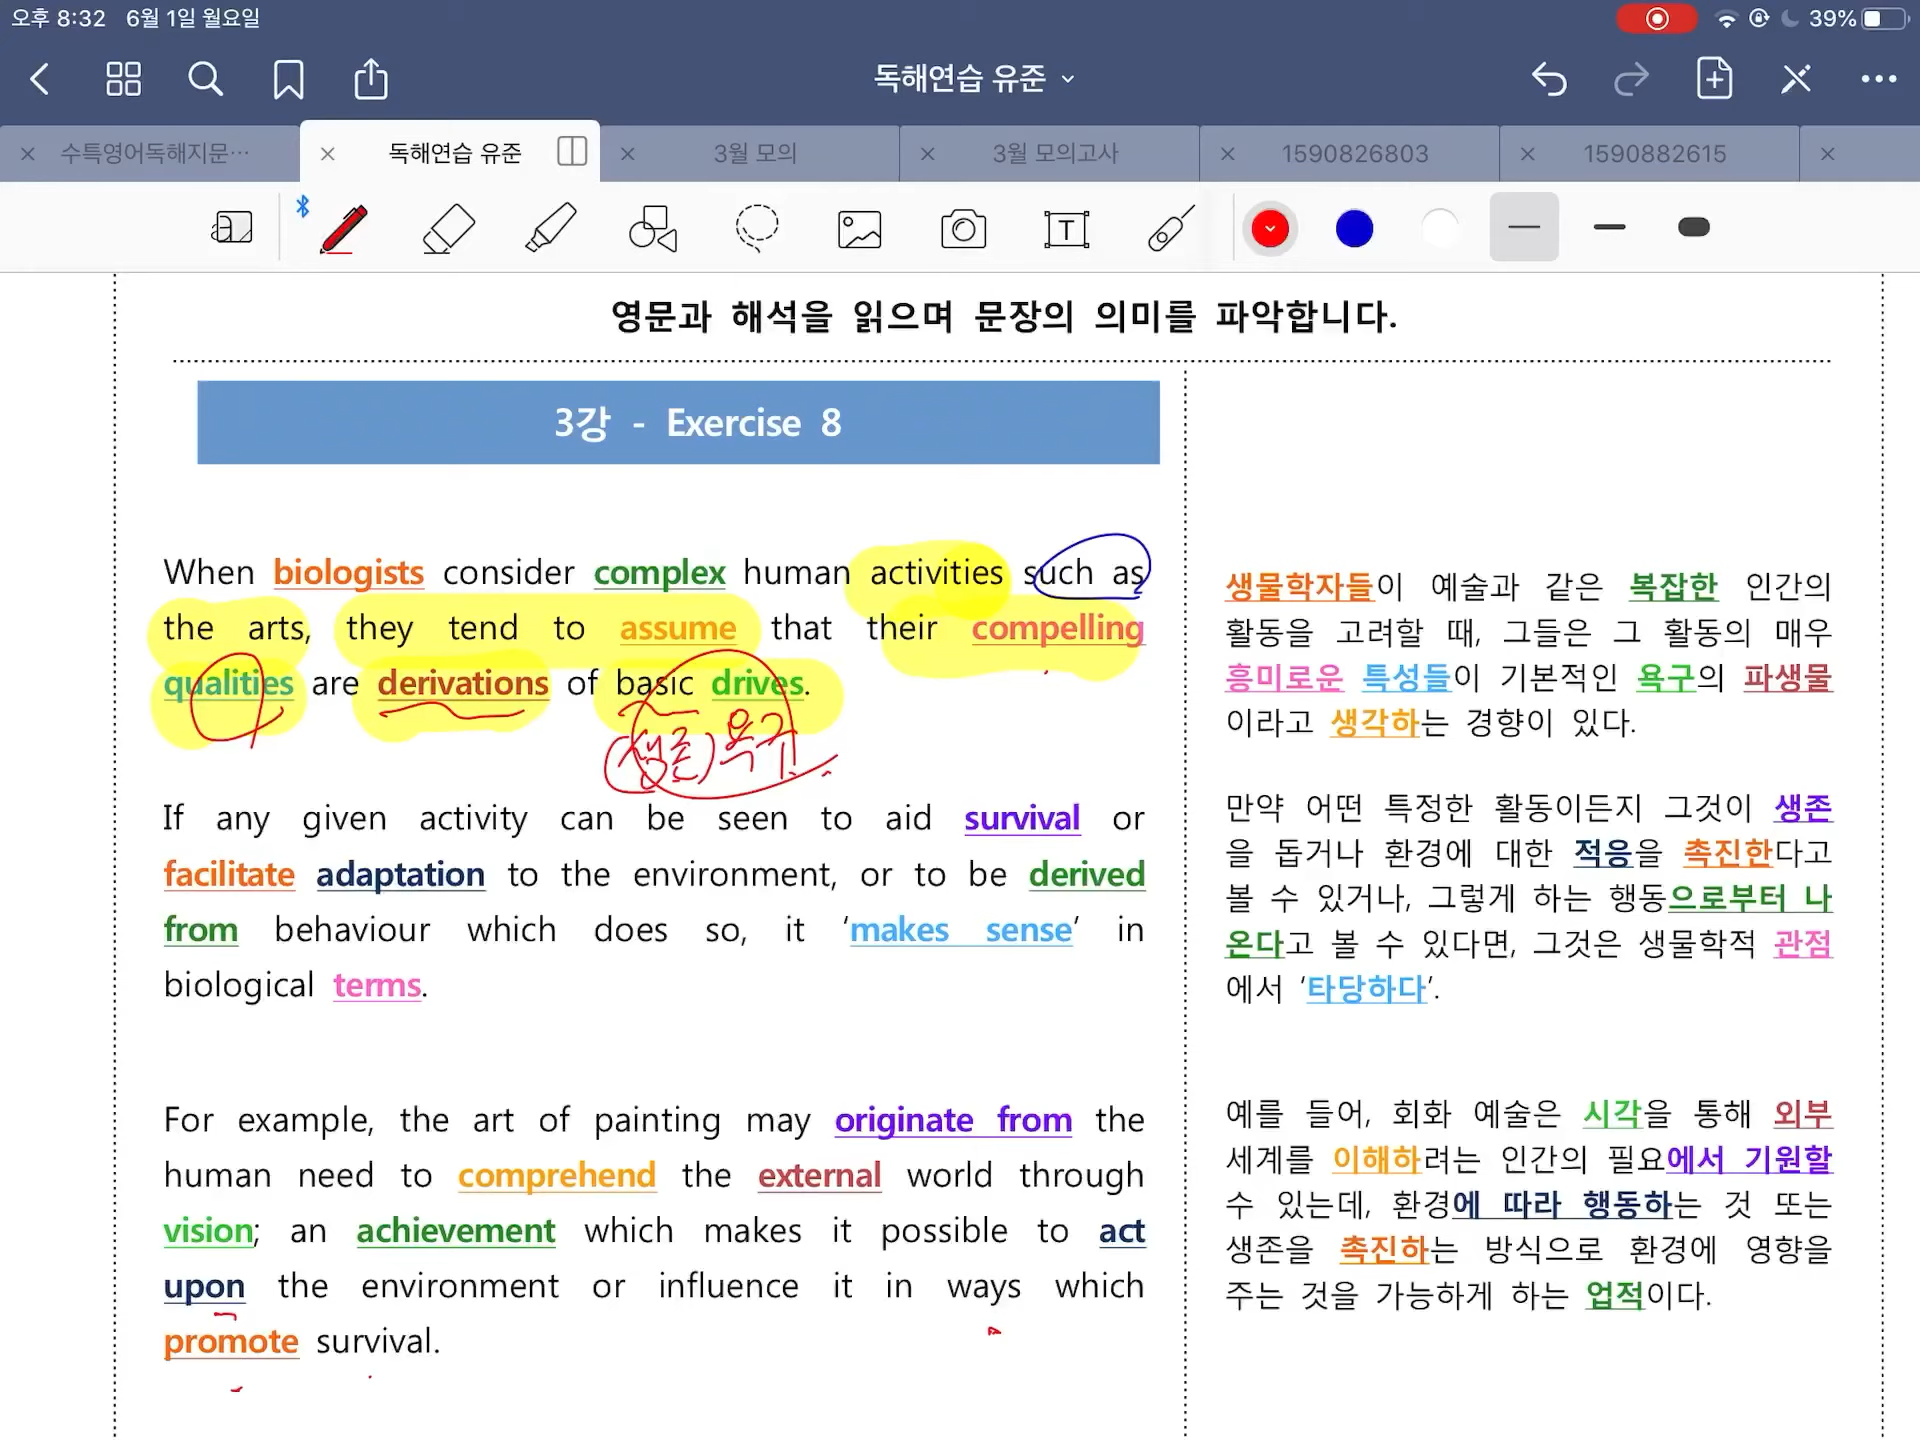 오후 8:32 6월 1일 월요일
39%
독해연습 유준
수특영어독해지문…
독해연습 유준
3월 모의
3월 모의고사
1590826803
1590882615
영문과 해석을 읽으며 문장의 의미를 파악합니다.
3강 - Exercise 8
When biologists consider complex human activities such as
the arts, they tend to assume that their compelling
qualities are derivations of basic drives.
(생존) 욕구
If any given activity can be seen to aid survival or
facilitate adaptation to the environment, or to be derived
from behaviour which does so, it ‘makes sense’ in
biological terms.
For example, the art of painting may originate from the
human need to comprehend the external world through
vision; an achievement which makes it possible to act
upon the environment or influence it in ways which
promote survival.
생물학자들이 예술과 같은 복잡한 인간의
활동을 고려할 때, 그들은 그 활동의 매우
흥미로운 특성들이 기본적인 욕구의 파생물
이라고 생각하는 경향이 있다.
만약 어떤 특정한 활동이든지 그것이 생존
을 돕거나 환경에 대한 적응을 촉진한다고
볼 수 있거나, 그렇게 하는 행동으로부터 나
온다고 볼 수 있다면, 그것은 생물학적 관점
에서 ‘타당하다’.
예를 들어, 회화 예술은 시각을 통해 외부
세계를 이해하려는 인간의 필요에서 기원할
수 있는데, 환경에 따라 행동하는 것 또는
생존을 촉진하는 방식으로 환경에 영향을
주는 것을 가능하게 하는 업적이다.